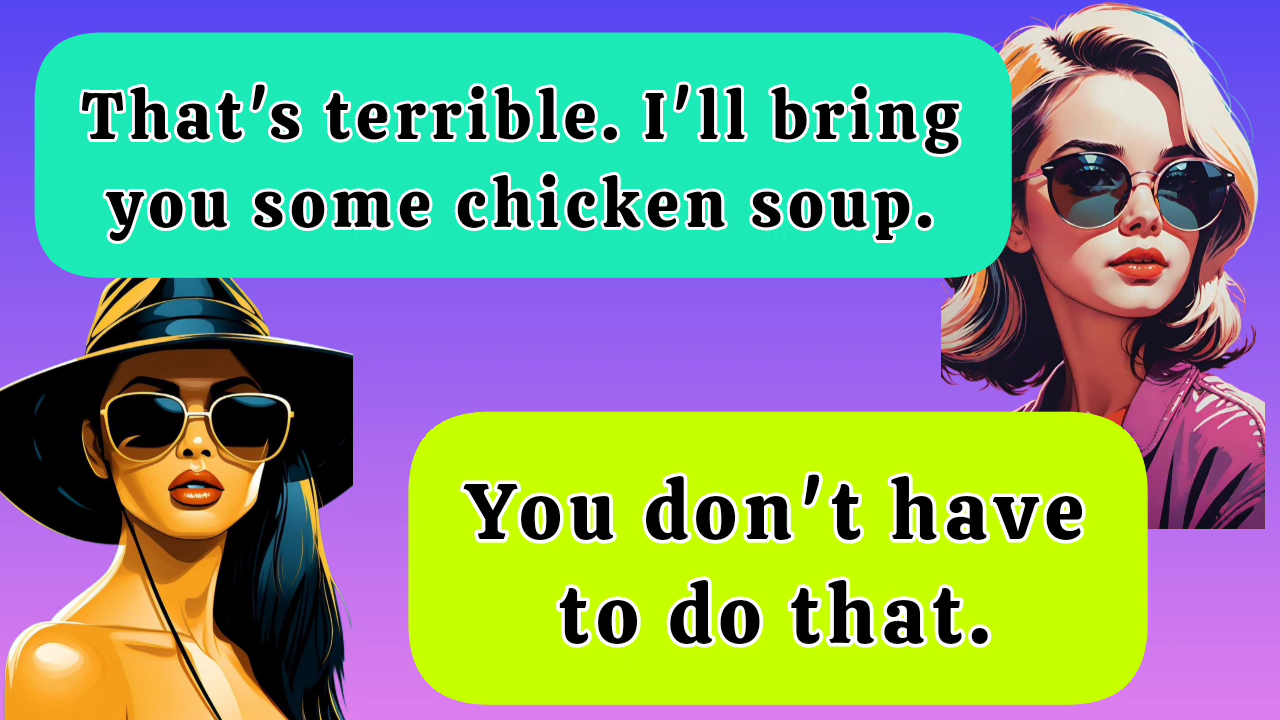 That's terrible. I'll bring
you some chicken soup.
You don't have
to do that.